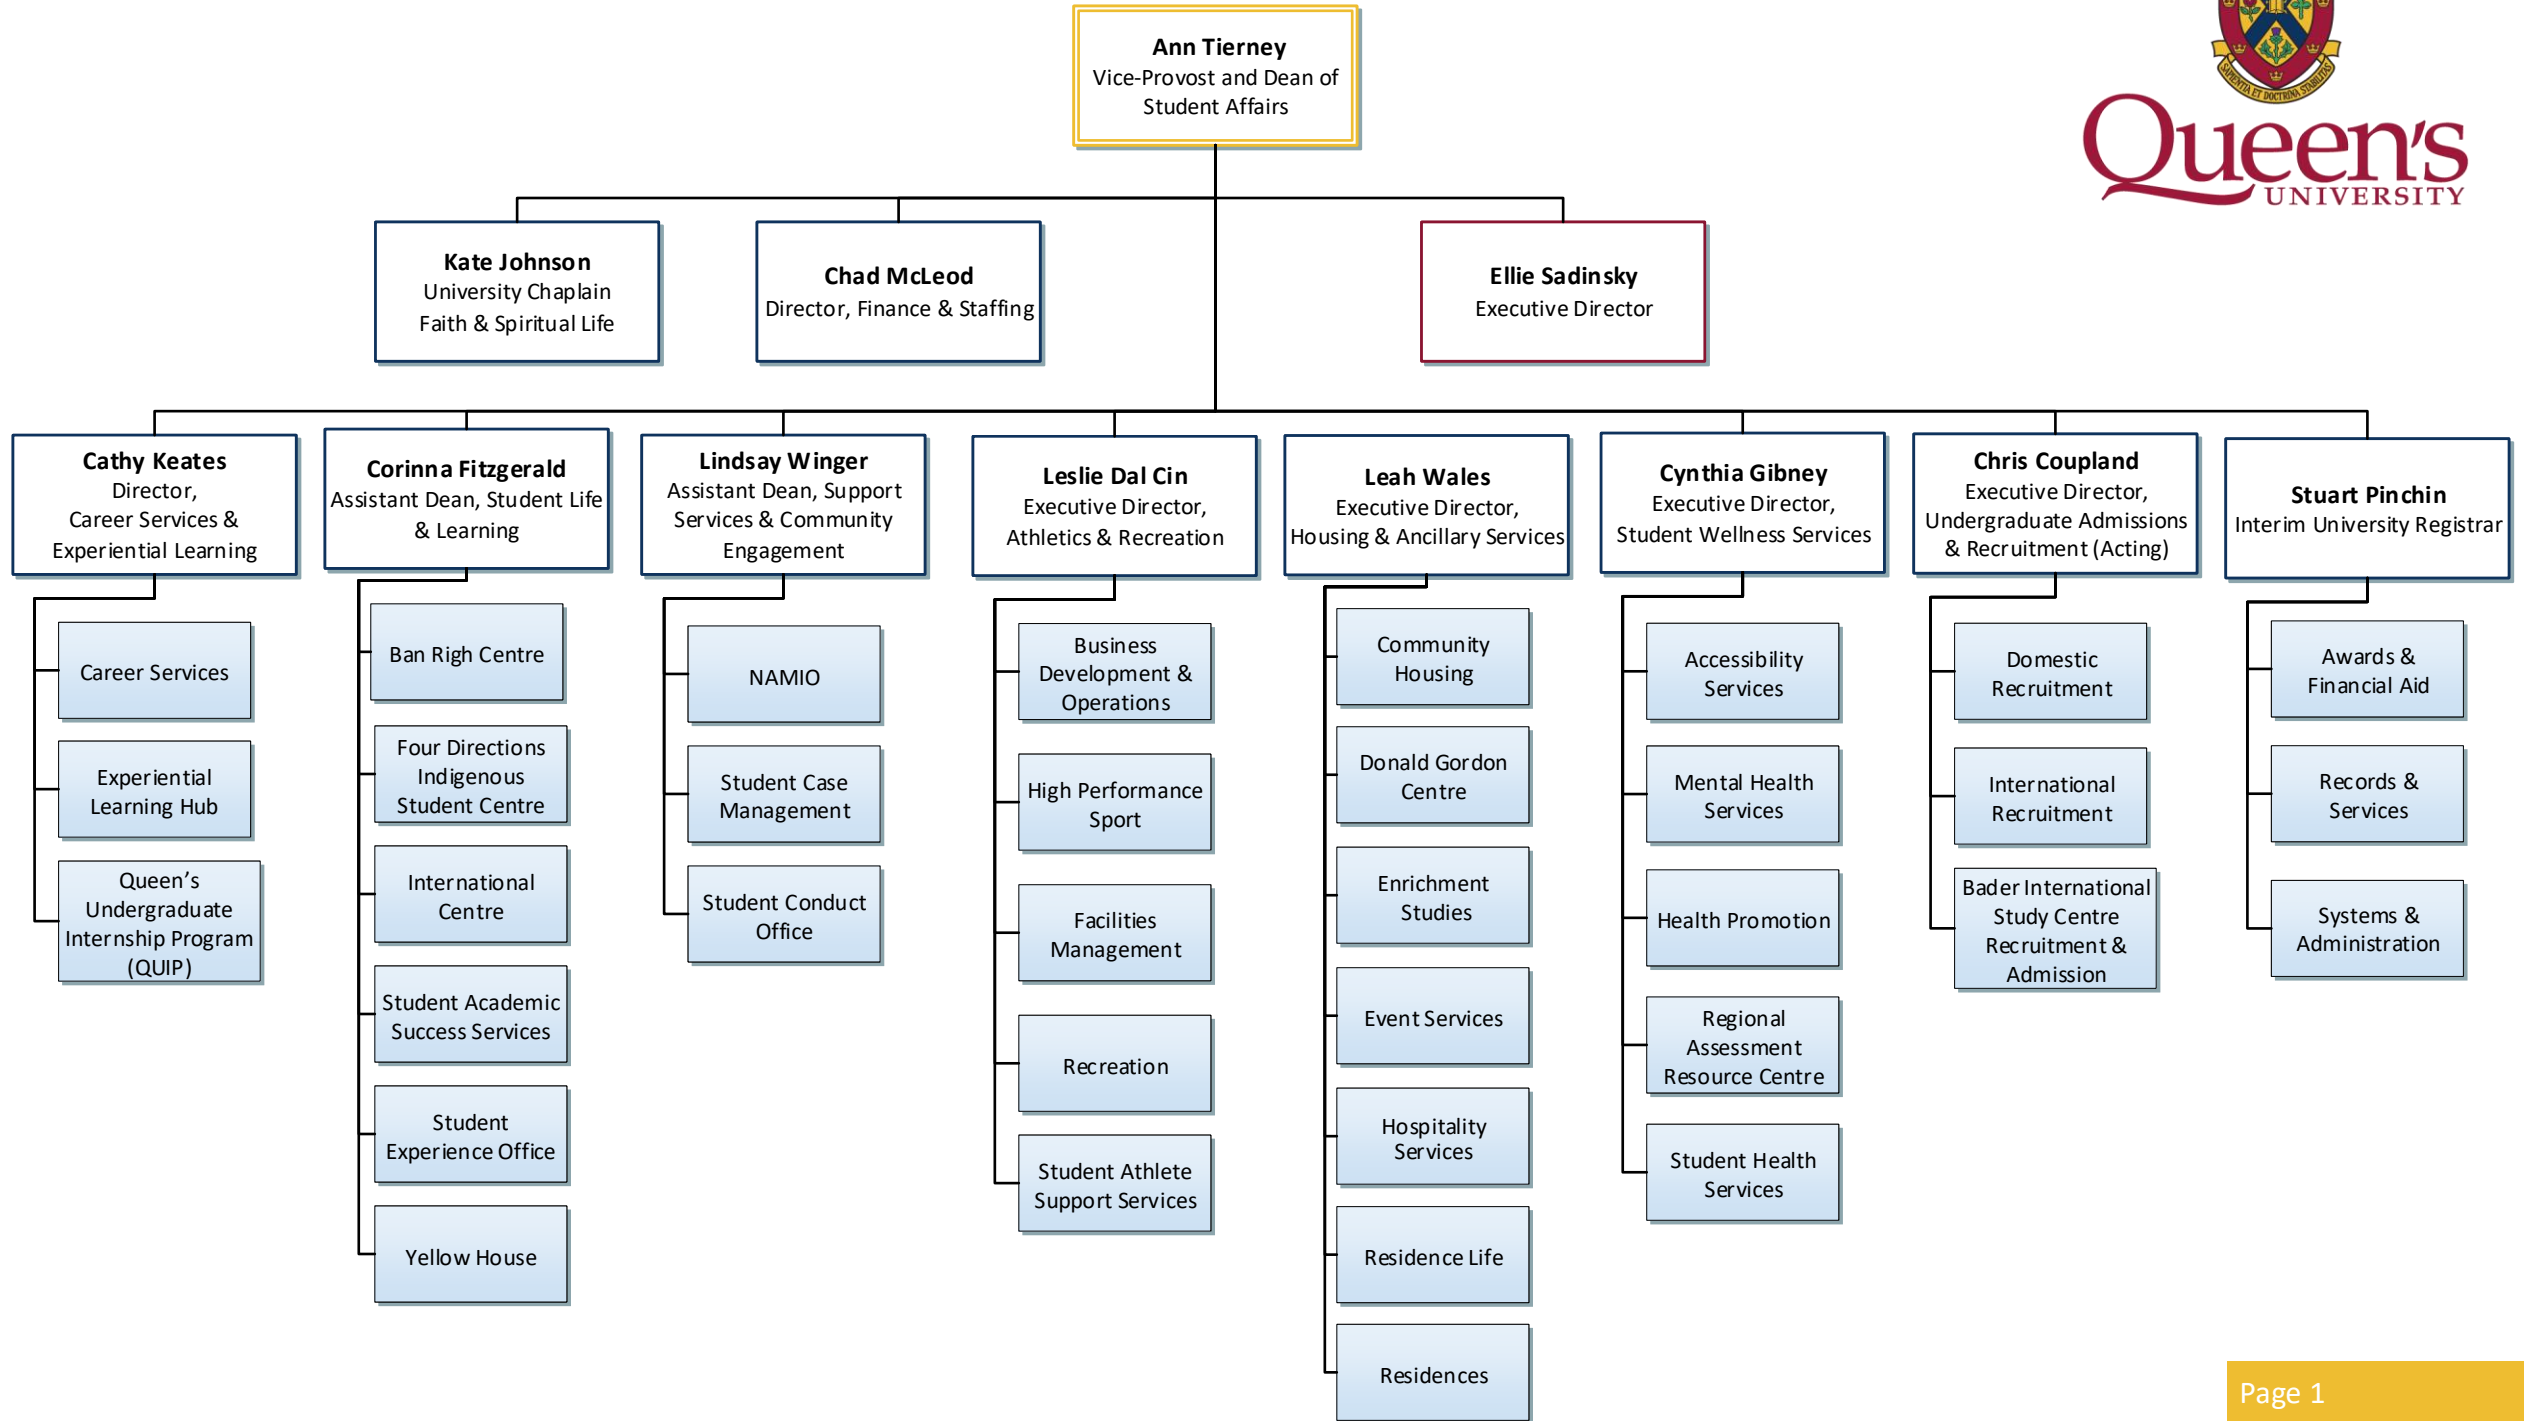 Ann Tierney
Vice-Provost and Dean of
Student Affairs
SAPIENTIA ET DOCTRINA STABILITAS
Queen's
UNIVERSITY
Kate Johnson
University Chaplain
Faith & Spiritual Life
Chad McLeod
Director, Finance & Staffing
Ellie Sadinsky
Executive Director
Cathy Keates
Director,
Career Services &
Experiential Learning
Corinna Fitzgerald
Assistant Dean, Student Life
& Learning
Lindsay Winger
Assistant Dean, Support
Services & Community
Engagement
Leslie Dal Cin
Executive Director,
Athletics & Recreation
Leah Wales
Executive Director,
Housing & Ancillary Services
Cynthia Gibney
Executive Director,
Student Wellness Services
Chris Coupland
Executive Director,
Undergraduate Admissions
& Recruitment (Acting)
Stuart Pinchin
Interim University Registrar
Career Services
Experiential
Learning Hub
Queen’s
Undergraduate
Internship Program
(QUIP)
Ban Righ Centre
Four Directions
Indigenous
Student Centre
International
Centre
Student Academic
Success Services
Student
Experience Office
Yellow House
NAMIO
Student Case
Management
Student Conduct
Office
Business
Development &
Operations
High Performance
Sport
Facilities
Management
Recreation
Student Athlete
Support Services
Community
Housing
Donald Gordon
Centre
Enrichment
Studies
Event Services
Hospitality
Services
Residence Life
Residences
Accessibility
Services
Mental Health
Services
Health Promotion
Regional
Assessment
Resource Centre
Student Health
Services
Domestic
Recruitment
International
Recruitment
Bader International
Study Centre
Recruitment &
Admission
Awards &
Financial Aid
Records &
Services
Systems &
Administration
Page 1